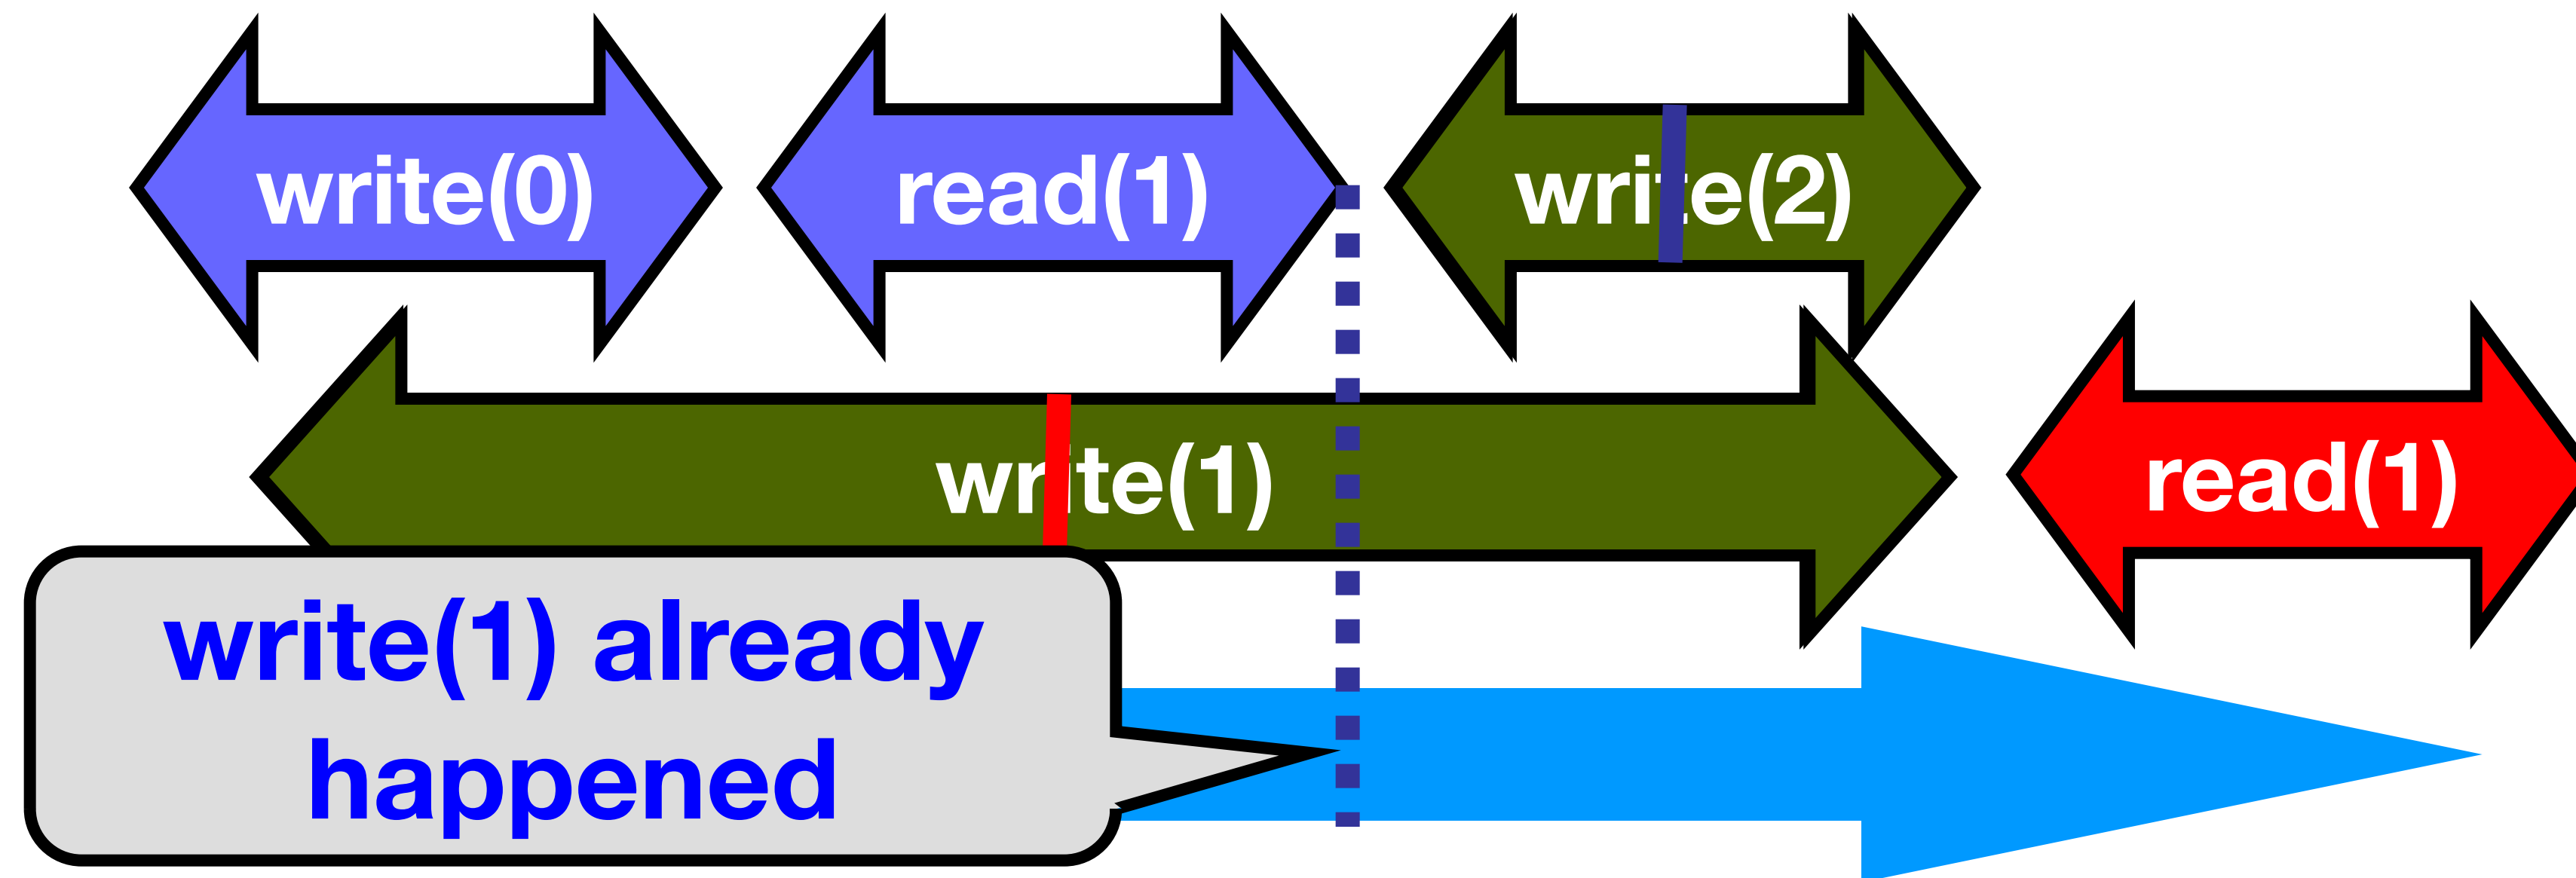 write(0)
read(1)
write(2)
write(1)
read(1)
write(1) already
happened